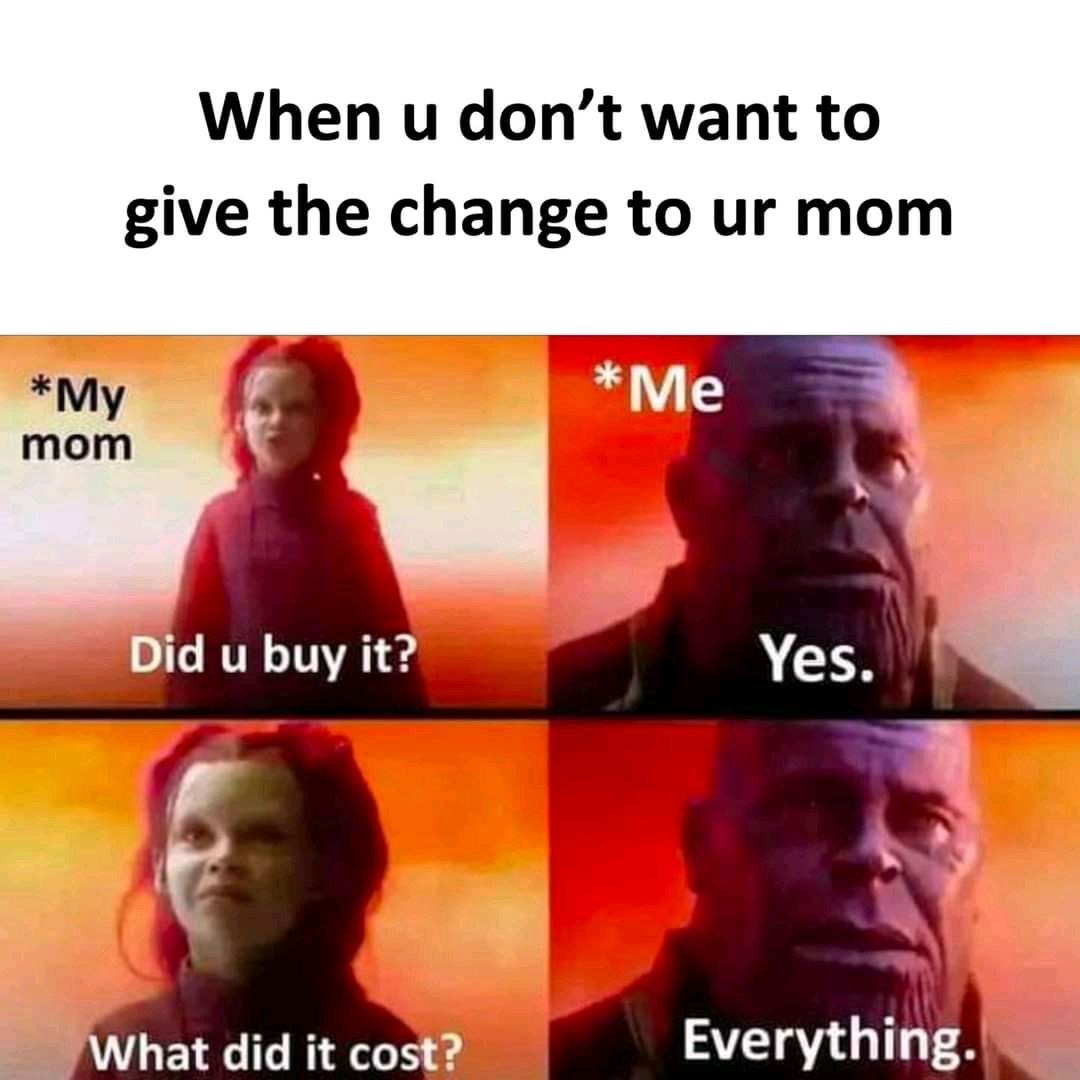 When u don’t want to
give the change to ur mom
*My
mom
Did u buy it?
*Me
Yes.
What did it cost?
Everything.